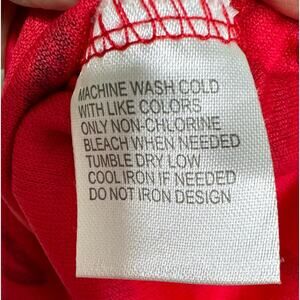 MACHINE WASH COLD
WITH LIKE COLORS
ONLY NON-CHLORINE
BLEACH WHEN NEEDED
TUMBLE DRY LOW
COOL IRON IF NEEDED
DO NOT IRON DESIGN